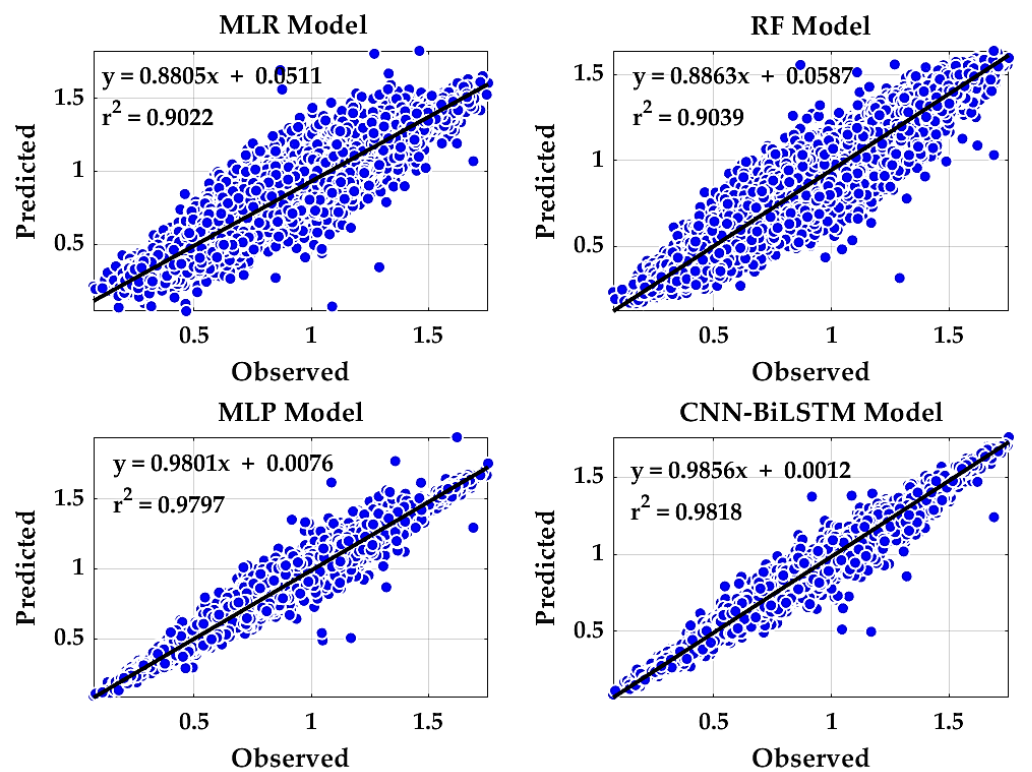 MLR Model
y = 0.8805x + 0.0511
r² = 0.9022
Predicted
1.5
1
0.5
0.5 1 1.5
Observed
RF Model
y = 0.8863x + 0.0587
r² = 0.9039
Predicted
1.5
1
0.5
0.5 1 1.5
Observed
MLP Model
y = 0.9801x + 0.0076
r² = 0.9797
Predicted
1.5
1
0.5
0.5 1 1.5
Observed
CNN-BiLSTM Model
y = 0.9856x + 0.0012
r² = 0.9818
Predicted
1.5
1
0.5
0.5 1 1.5
Observed